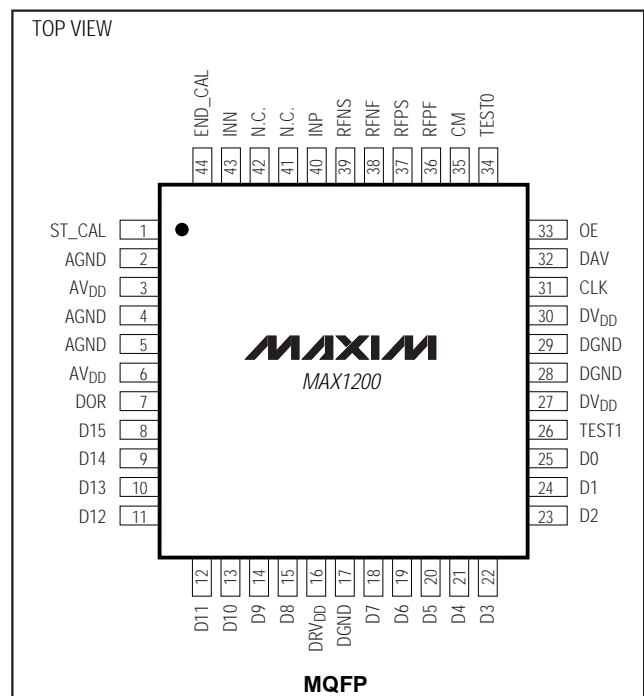 TOP VIEW
END_CAL
INN
N.C.
N.C.
INP
RFNS
RFNF
RFPS
RFPF
CM
TEST0
44
43
42
41
40
39
38
37
36
35
34
ST_CAL 1
AGND 2
AVDD 3
AGND 4
AGND 5
AVDD 6
DOR 7
D15 8
D14 9
D13 10
D12 11
MAXIM
MAX1200
33 OE
32 DAV
31 CLK
30 DVDD
29 DGND
28 DGND
27 DVDD
26 TEST1
25 D0
24 D1
23 D2
12
13
14
15
16
17
18
19
20
21
22
D11
D10
D9
D8
DRVDD
DGND
D7
D6
D5
D4
D3
MQFP